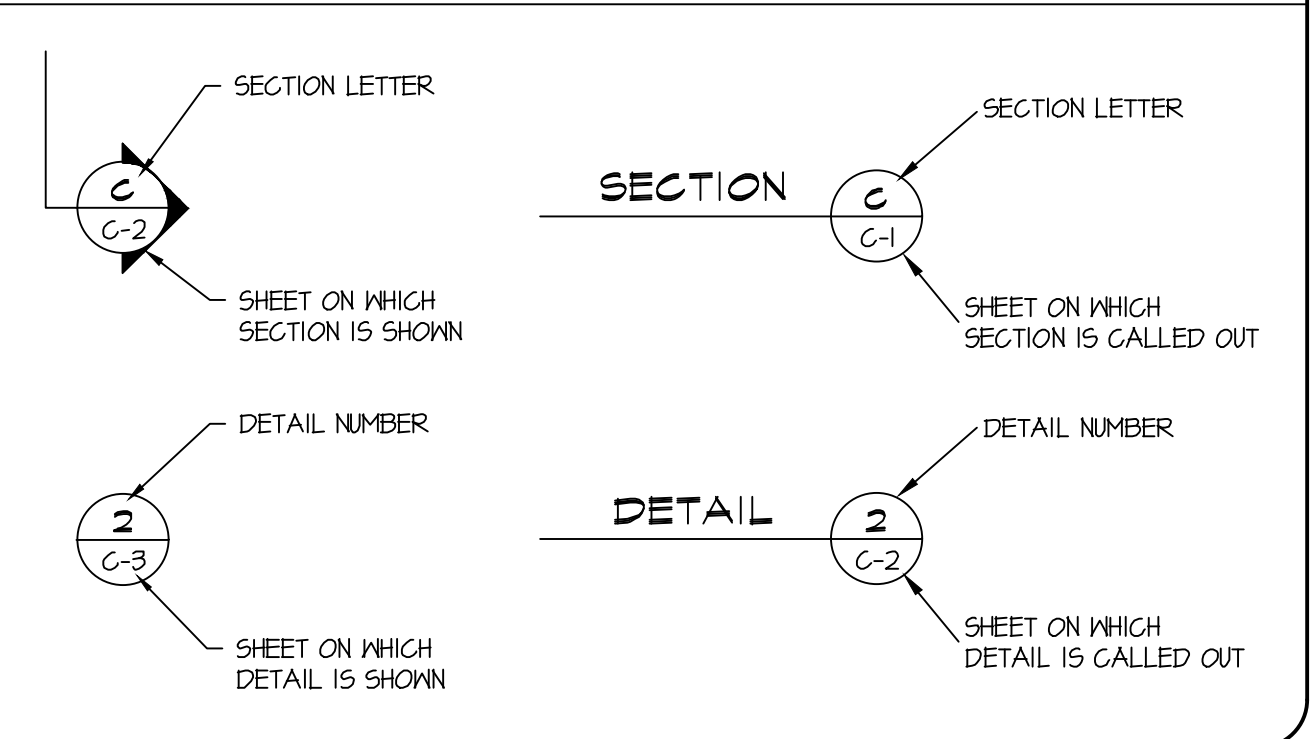 SECTION LETTER
C
C-2
SHEET ON WHICH
SECTION IS SHOWN
SECTION LETTER
SECTION
C
C-1
SHEET ON WHICH
SECTION IS CALLED OUT
DETAIL NUMBER
2
C-3
SHEET ON WHICH
DETAIL IS SHOWN
DETAIL NUMBER
DETAIL
2
C-2
SHEET ON WHICH
DETAIL IS CALLED OUT